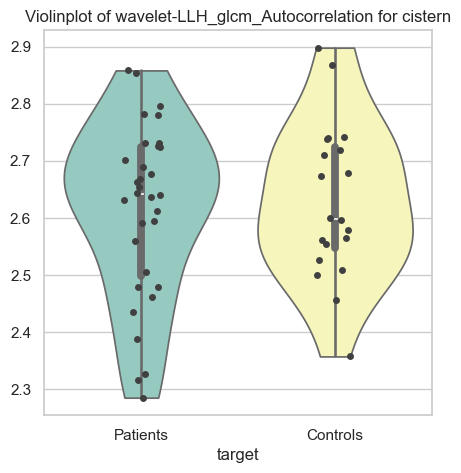 Violinplot of wavelet-LLH_glcm_Autocorrelation for cistern
2.9
2.8
2.7
2.6
2.5
2.4
2.3
Patients Controls
target